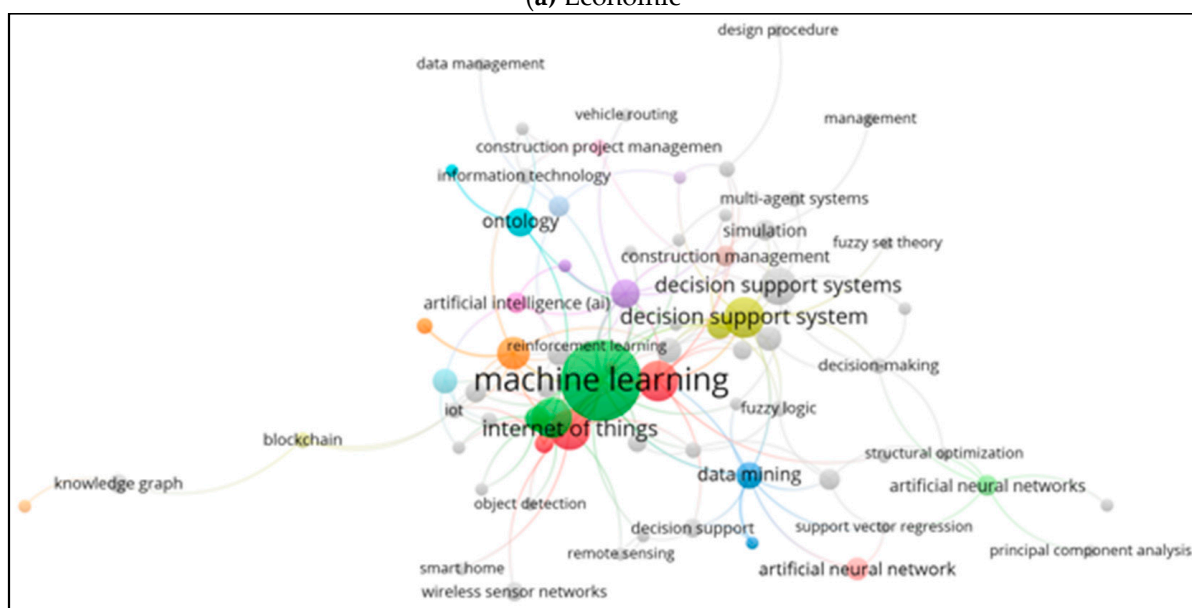 (a) Economic
design procedure
data management
vehicle routing
management
construction project managemen
information technology
multi-agent systems
ontology
simulation
fuzzy set theory
construction management
decision support systems
artificial intelligence (ai)
decision support system
reinforcement learning
decision-making
machine learning
iot
fuzzy logic
internet of things
blockchain
structural optimization
data mining
knowledge graph
artificial neural networks
object detection
decision support
support vector regression
remote sensing
principal component analysis
smart home
artificial neural network
wireless sensor networks